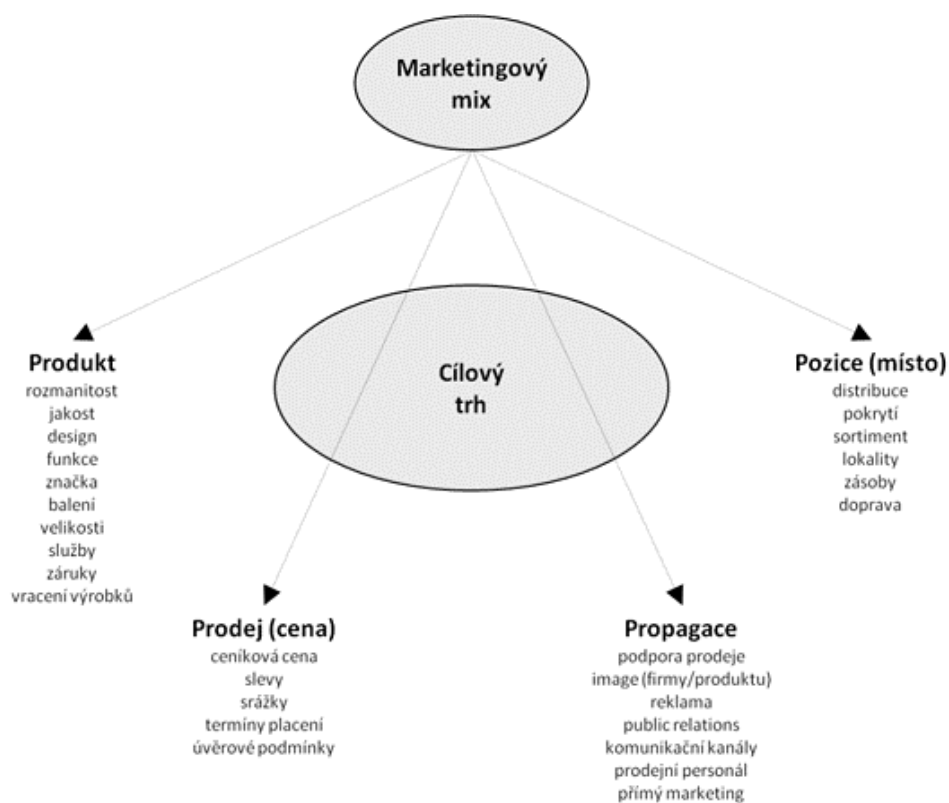 Marketingový
mix
Cílový
trh
Produkt
rozmanitost
jakost
design
funkce
značka
balení
velikosti
služby
záruky
vracení výrobků
Prodej (cena)
ceníková cena
slevy
srážky
termíny placení
úvěrové podmínky
Propagace
podpora prodeje
image (firmy/produktu)
reklama
public relations
komunikační kanály
prodejní personál
přímý marketing
Pozice (místo)
distribuce
pokrytí
sortiment
lokality
zásoby
doprava